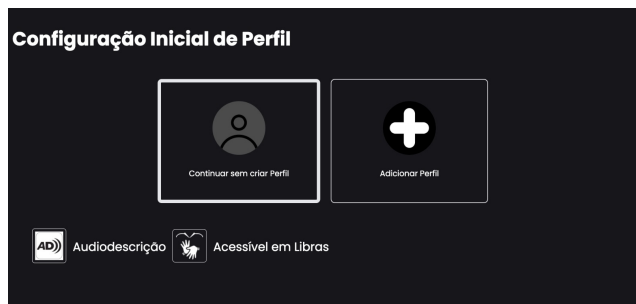 Configuração Inicial de Perfil
Continuar sem criar Perfil
Adicionar Perfil
AD))) Audiodescrição
Acessível em Libras